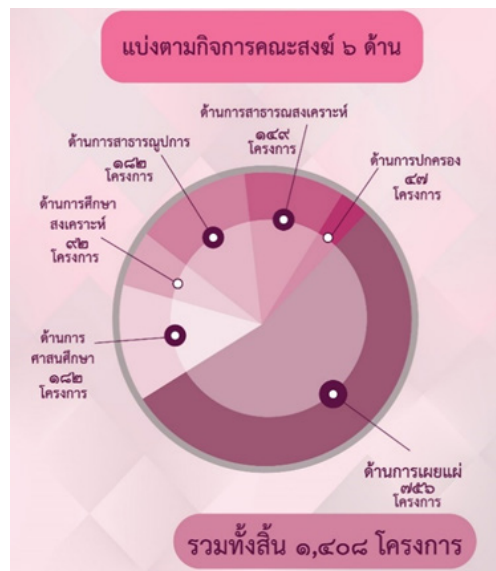 แบ่งตามกิจการคณะสงฆ์ ๖ ด้าน
ด้านการสาธารณสงเคราะห์
๑๔๙
โครงการ
ด้านการสาธารณูปการ
๑๘๒
โครงการ
ด้านการปกครอง
๔๗
โครงการ
ด้านการศึกษา
สงเคราะห์
๙๒
โครงการ
ด้านการ
ศาสนศึกษา
๑๘๒
โครงการ
ด้านการเผยแผ่
๗๕๖
โครงการ
รวมทั้งสิ้น ๑,๔๐๘ โครงการ